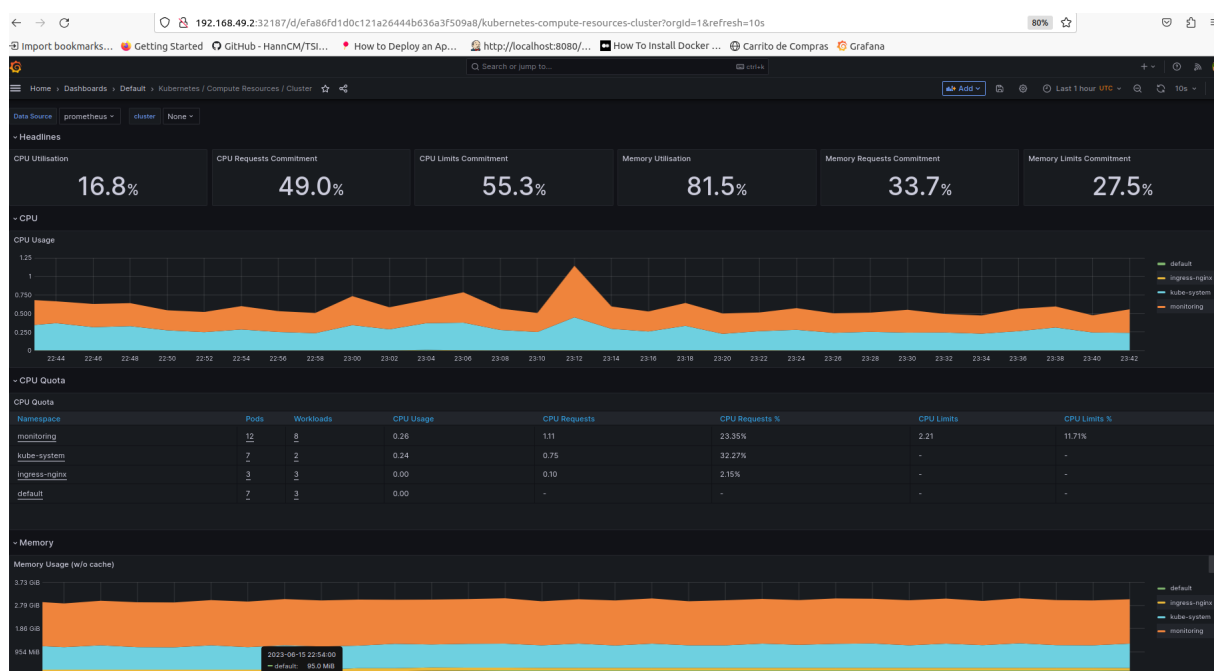 192.168.49.2:32187/d/efa86fd1d0c121a26444b636a3f509a8/kubernetes-compute-resources-cluster?orgId=1&refresh=10s 80%
Import bookmarks... Getting Started GitHub - HannCM/TSI... How to Deploy an Ap... http://localhost:8080/... How To Install Docker ... Carrito de Compras Grafana
Search or jump to... ctrl+k
Home › Dashboards › Default › Kubernetes / Compute Resources / Cluster Add Last 1 hour UTC 10s
Data Source prometheus cluster None
Headlines
CPU Utilisation CPU Requests Commitment CPU Limits Commitment Memory Utilisation Memory Requests Commitment Memory Limits Commitment
16.8% 49.0% 55.3% 81.5% 33.7% 27.5%
CPU
CPU Usage
1.25
1
0.750
0.500
0.250
0
22:44 22:46 22:48 22:50 22:52 22:54 22:56 22:58 23:00 23:02 23:04 23:06 23:08 23:10 23:12 23:14 23:16 23:18 23:20 23:22 23:24 23:26 23:28 23:30 23:32 23:34 23:36 23:38 23:40 23:42
default
ingress-nginx
kube-system
monitoring
CPU Quota
CPU Quota
Namespace Pods Workloads CPU Usage CPU Requests CPU Requests % CPU Limits CPU Limits %
monitoring 12 8 0.26 1.11 23.35% 2.21 11.71%
kube-system 7 2 0.24 0.75 32.27% - -
ingress-nginx 3 3 0.00 0.10 2.15% - -
default 7 3 0.00 - - - -
Memory
Memory Usage (w/o cache)
3.73 GiB
2.79 GiB
1.86 GiB
954 MiB
default
ingress-nginx
kube-system
monitoring
2023-06-15 22:54:00
default: 95.0 MiB